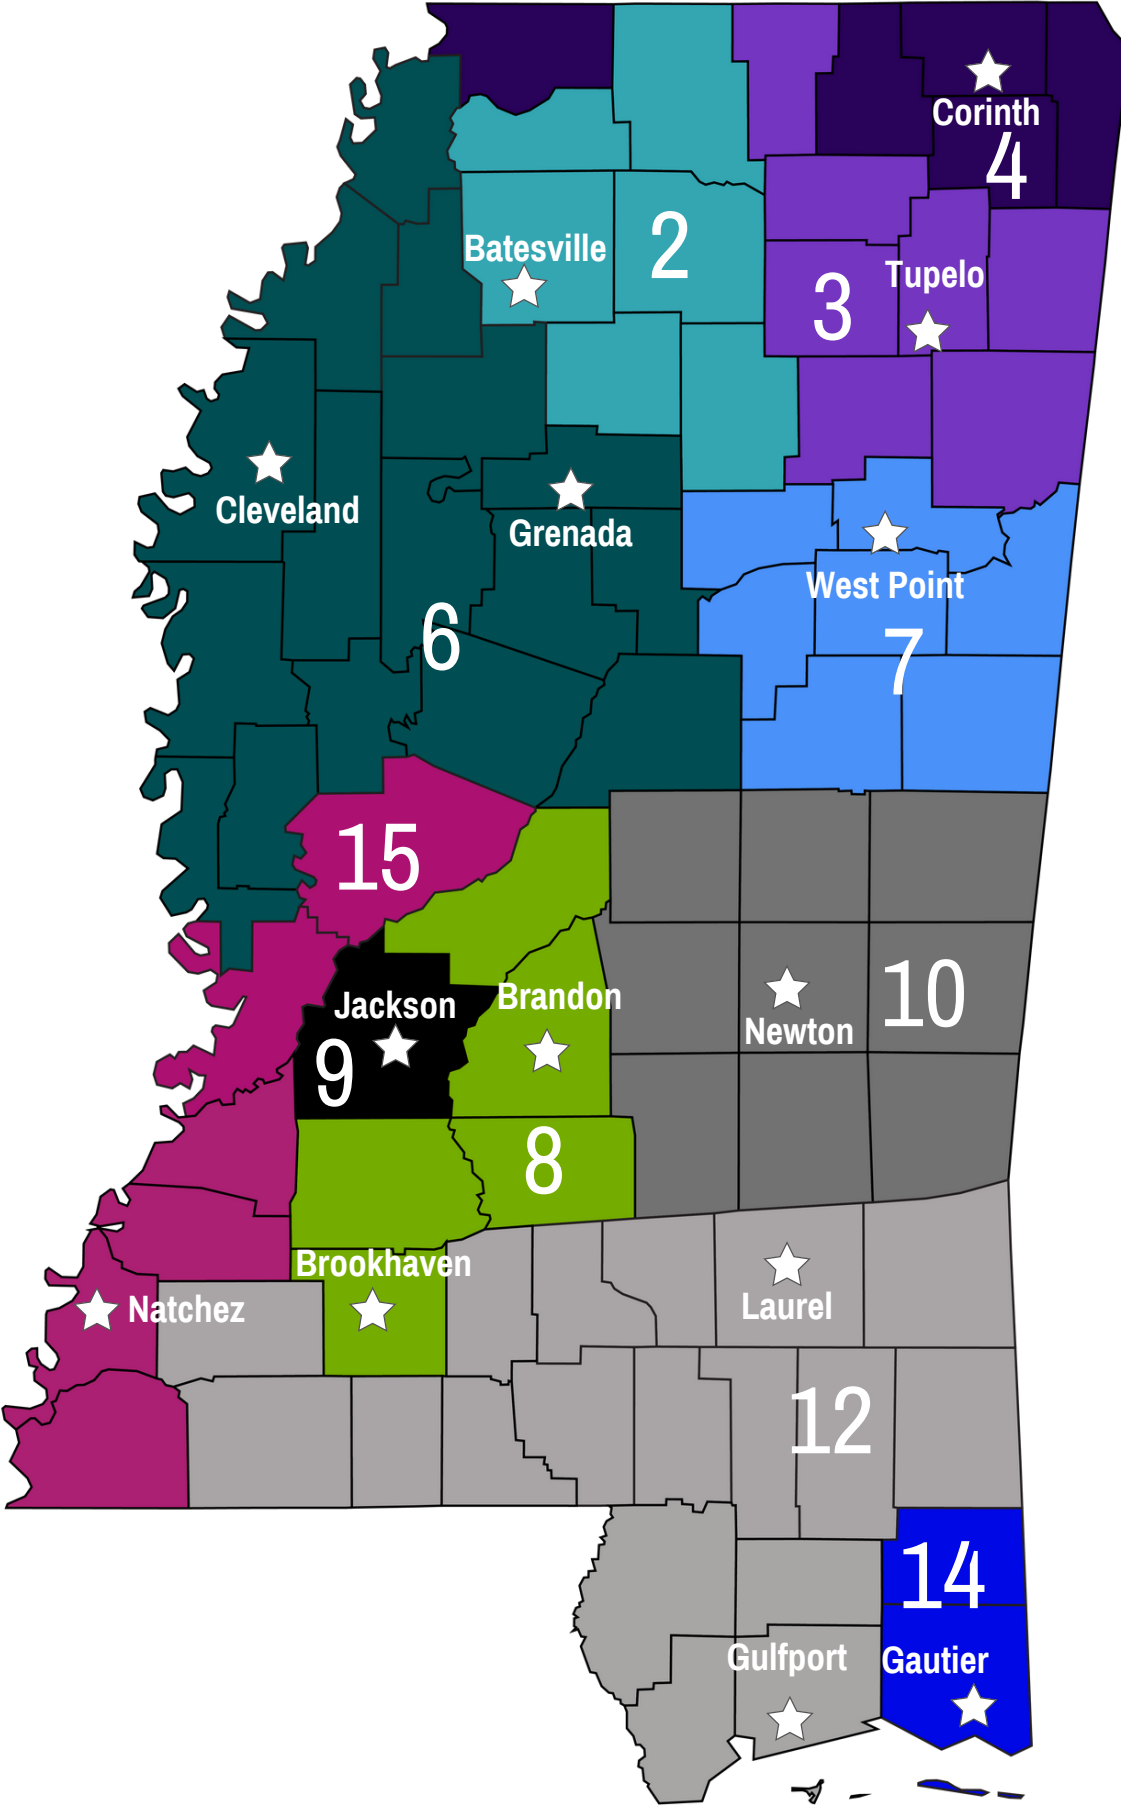 Corinth
4
Batesville
2
Tupelo
3
Cleveland
Grenada
West Point
6
7
15
Jackson
Brandon
9
Newton
10
8
Brookhaven
Natchez
Laurel
12
14
Gulfport
Gautier